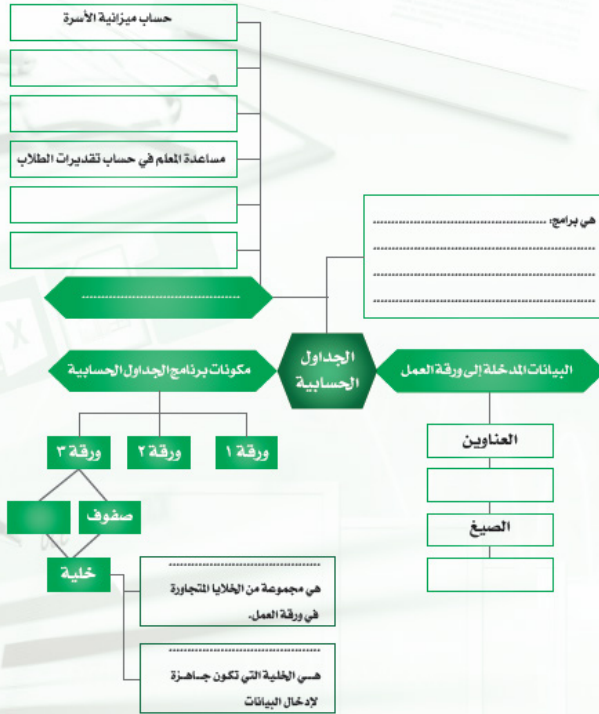 حساب ميزانية الأسرة
مساعدة المعلم في حساب تقديرات الطلاب
هي برامج: ..........................................
..........................................
..........................................
..........................................
..........................................
الجداول
الحسابية
مكونات برنامج الجداول الحسابية
البيانات المدخلة إلى ورقة العمل
ورقة ١
ورقة ٢
ورقة ٣
صفوف
خلية
العناوين
الصيغ
..........................................
هي مجموعة من الخلايا المتجاورة
في ورقة العمل.
..........................................
هـي الخلية التي تكون جـاهـزة
لإدخال البيانات
X